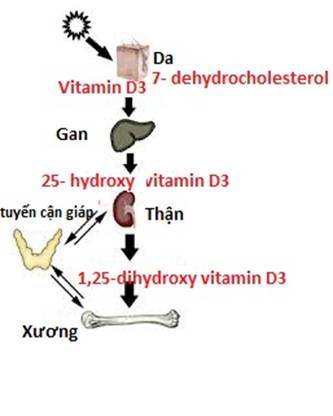 Da
7- dehydrocholesterol
Vitamin D3
Gan
25- hydroxy vitamin D3
tuyến cận giáp
Thận
1,25-dihydroxy vitamin D3
Xương